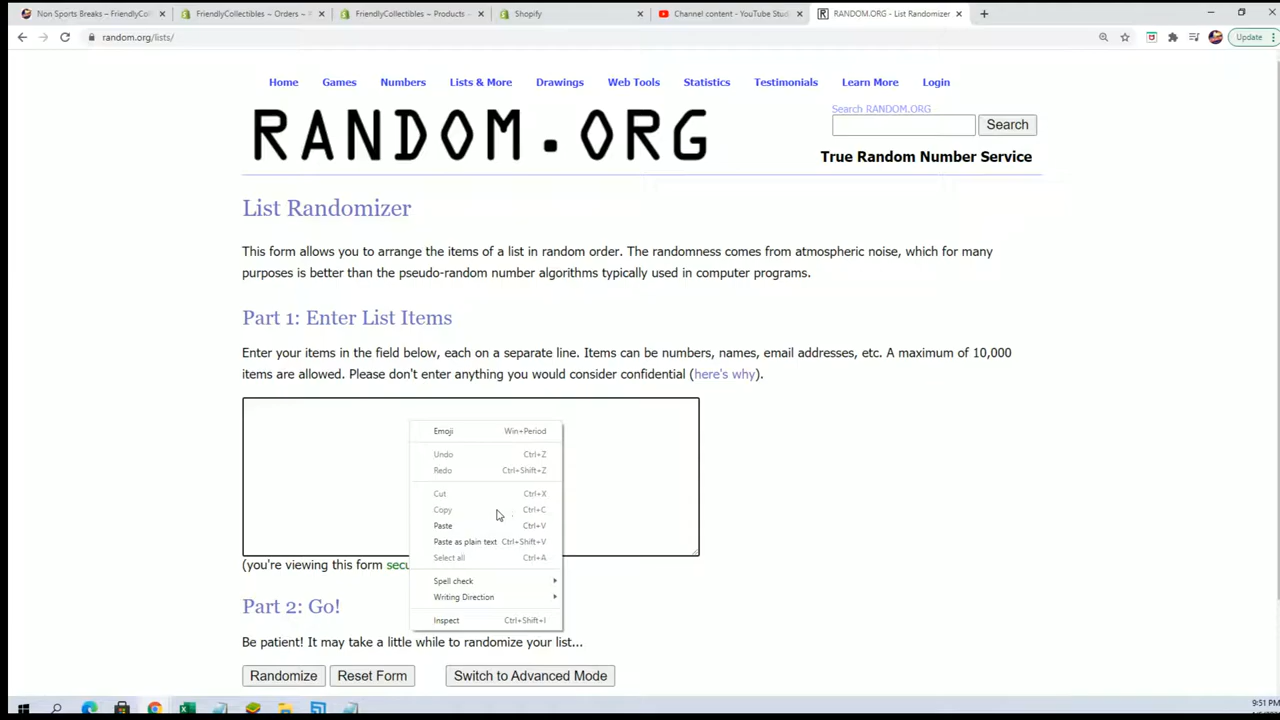 Non Sports Breaks – FriendlyCol
FriendlyCollectibles ~ Orders ~
FriendlyCollectibles ~ Products ~
Shopify
Channel content - YouTube Stud
RANDOM.ORG - List Randomizer
random.org/lists/
Update
Home Games Numbers Lists & More Drawings Web Tools Statistics Testimonials Learn More Login
RANDOM.ORG
Search RANDOM.ORG
Search
True Random Number Service
List Randomizer
This form allows you to arrange the items of a list in random order. The randomness comes from atmospheric noise, which for many
purposes is better than the pseudo-random number algorithms typically used in computer programs.
Part 1: Enter List Items
Enter your items in the field below, each on a separate line. Items can be numbers, names, email addresses, etc. A maximum of 10,000
items are allowed. Please don't enter anything you would consider confidential (here's why).
Emoji Win+Period
Undo Ctrl+Z
Redo Ctrl+Shift+Z
Cut Ctrl+X
Copy Ctrl+C
Paste Ctrl+V
Paste as plain text Ctrl+Shift+V
Select all Ctrl+A
Spell check
Writing Direction
Inspect Ctrl+Shift+I
(you're viewing this form secu
Part 2: Go!
Be patient! It may take a little while to randomize your list...
Randomize Reset Form Switch to Advanced Mode
9:51 PM